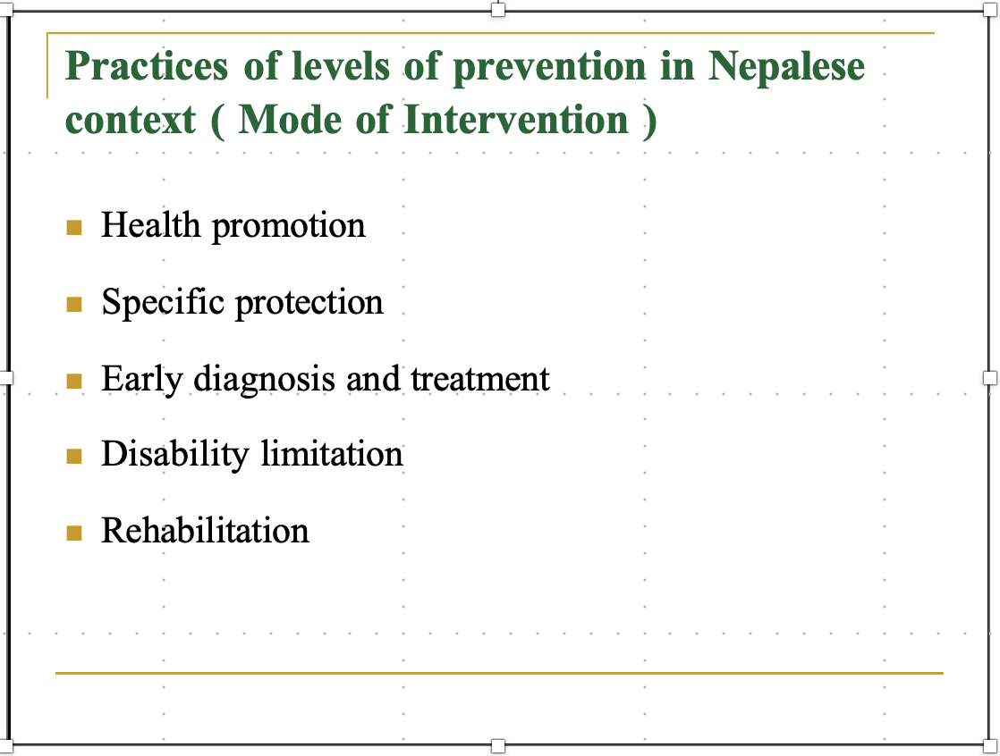 Practices of levels of prevention in Nepalese
context ( Mode of Intervention )
Health promotion
Specific protection
Early diagnosis and treatment
Disability limitation
Rehabilitation